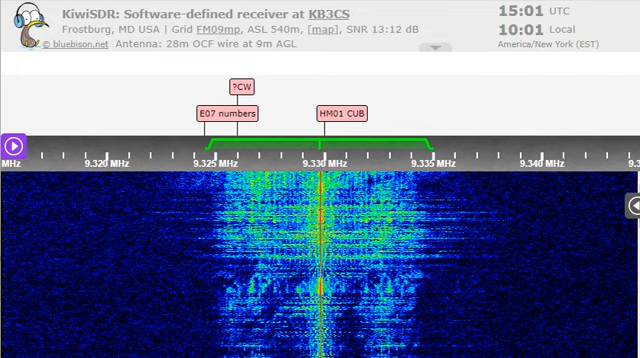 KiwiSDR: Software-defined receiver at KB3CS
Frostburg, MD USA | Grid FM09mp, ASL 540m, [map], SNR 13:12 dB
© bluebison.net Antenna: 28m OCF wire at 9m AGL
15:01 UTC
10:01 Local
America/New York (EST)
?CW
E07 numbers
HM01 CUB
MHz 9.320 MHz 9.325 MHz 9.330 MHz 9.335 MHz 9.340 MHz 9.3